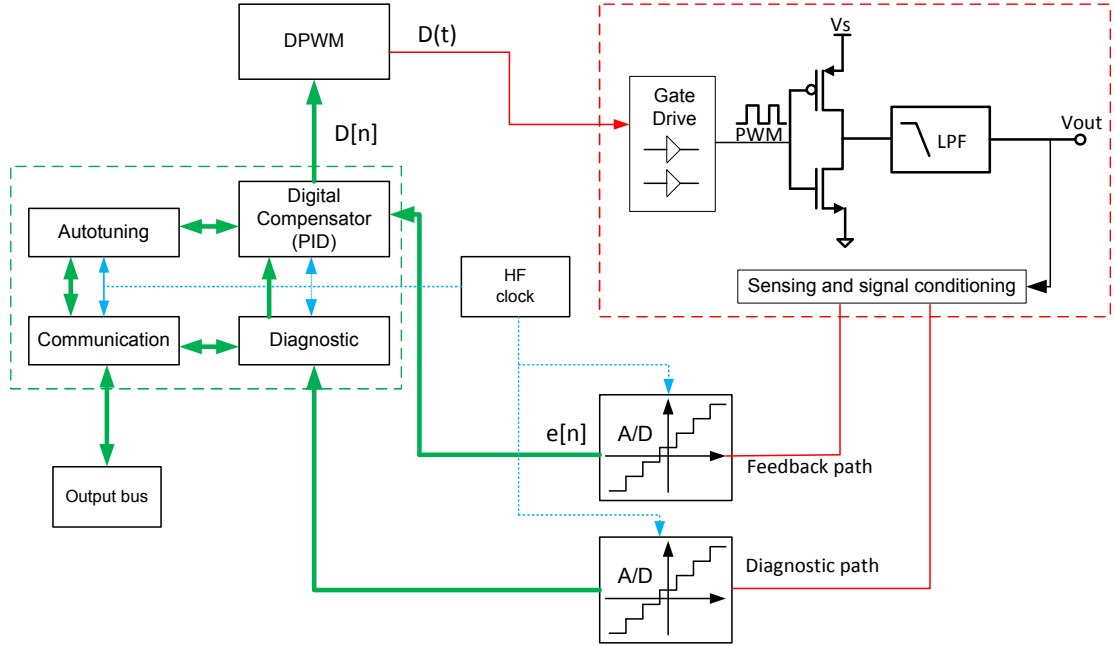 DPWM
D(t)
D[n]
Vs
Gate
Drive
PWM
LPF
Vout
Sensing and signal conditioning
Digital
Compensator
(PID)
Autotuning
HF
clock
Communication
Diagnostic
Output bus
e[n]
A/D
Feedback path
A/D
Diagnostic path